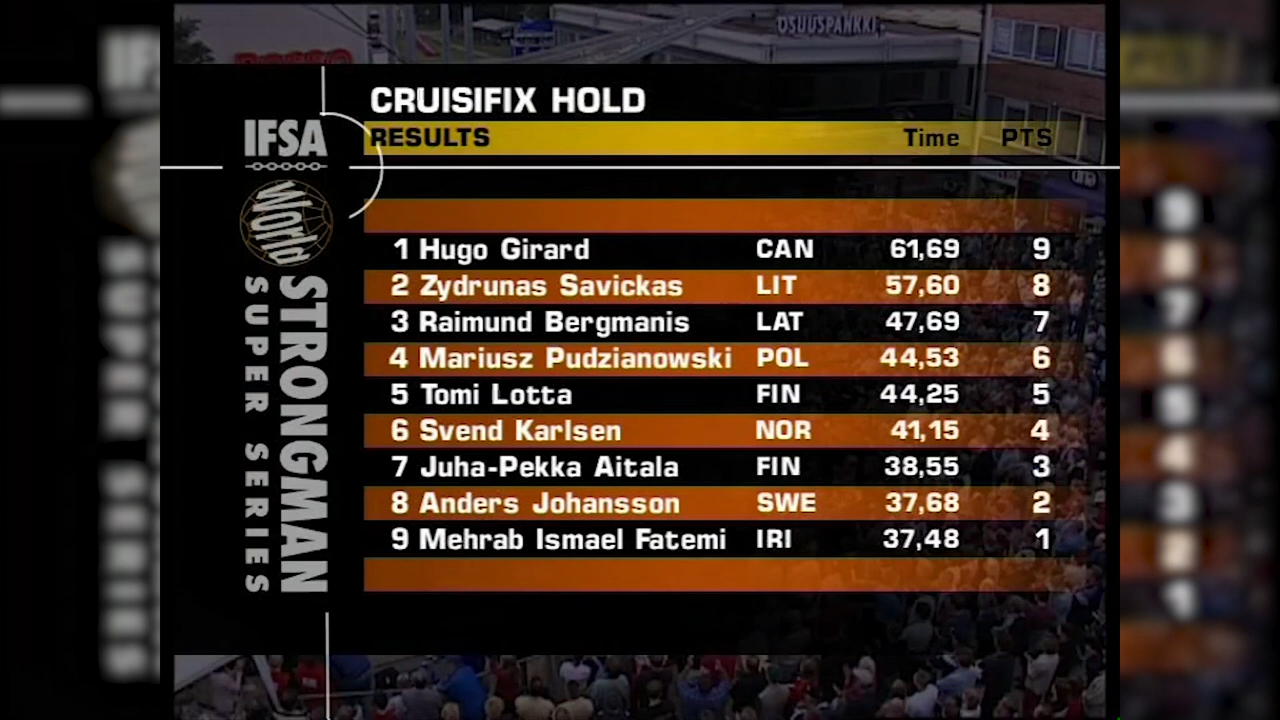 OSUUSPANKKI
CRUISIFIX HOLD
RESULTS Time PTS
IFSA
World
STRONGMAN
SUPER SERIES
1 Hugo Girard CAN 61,69 9
2 Zydrunas Savickas LIT 57,60 8
3 Raimund Bergmanis LAT 47,69 7
4 Mariusz Pudzianowski POL 44,53 6
5 Tomi Lotta FIN 44,25 5
6 Svend Karlsen NOR 41,15 4
7 Juha-Pekka Aitala FIN 38,55 3
8 Anders Johansson SWE 37,68 2
9 Mehrab Ismael Fatemi IRI 37,48 1